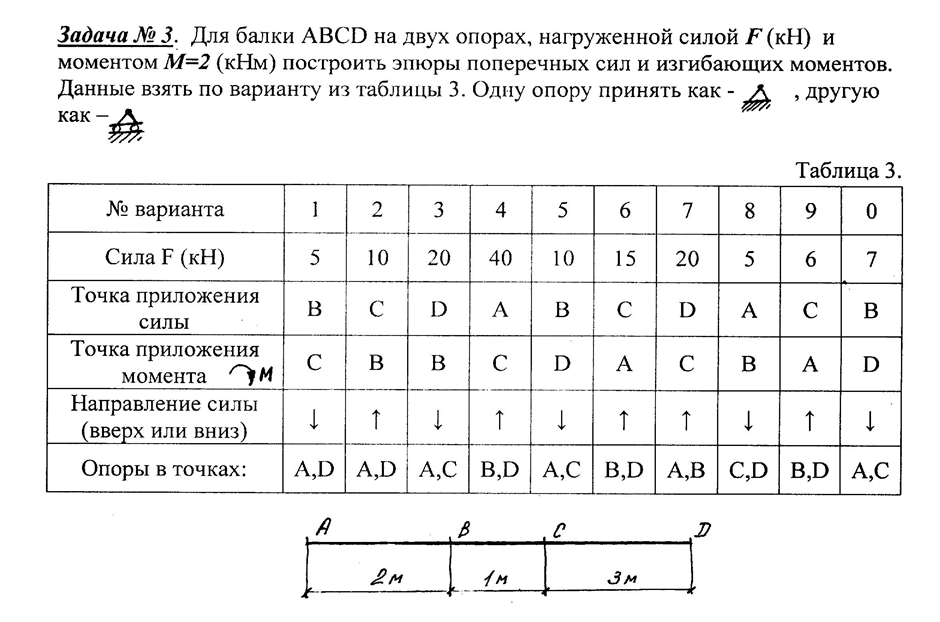 Задача № 3. Для балки ABCD на двух опорах, нагруженной силой F (кН) и
моментом M=2 (кНм) построить эпюры поперечных сил и изгибающих моментов.
Данные взять по варианту из таблицы 3. Одну опору принять как - , другую
как –
Таблица 3.
№ варианта 1 2 3 4 5 6 7 8 9 0
Сила F (кН) 5 10 20 40 10 15 20 5 6 7
Точка приложения
силы B C D A B C D A C B
Точка приложения
момента M C B B C D A C B A D
Направление силы
(вверх или вниз) ↓ ↑ ↓ ↑ ↓ ↑ ↑ ↓ ↑ ↓
Опоры в точках: A,D A,D A,C B,D A,C B,D A,B C,D B,D A,C
A B C D
2м 1м 3м